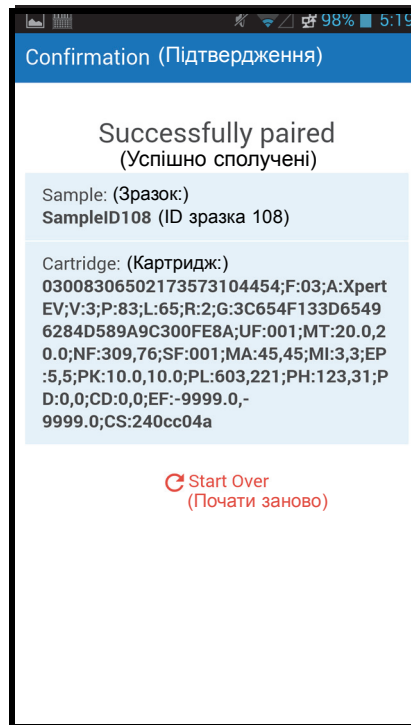 98% 5:19
Confirmation (Підтвердження)
Successfully paired
(Успішно сполучені)
Sample: (Зразок:)
SampleID108 (ID зразка 108)
Cartridge: (Картридж:)
03008306502173573104454;F:03;A:Xpert
EV;V:3;P:83;L:65;R:2;G:3C654F133D6549
6284D589A9C300FE8A;UF:001;MT:20.0,2
0.0;NF:309,76;SF:001;MA:45,45;MI:3,3;EP
:5,5;PK:10.0,10.0;PL:603,221;PH:123,31;P
D:0,0;CD:0,0;EF:-9999.0,-
9999.0;CS:240cc04a
Start Over
(Почати заново)